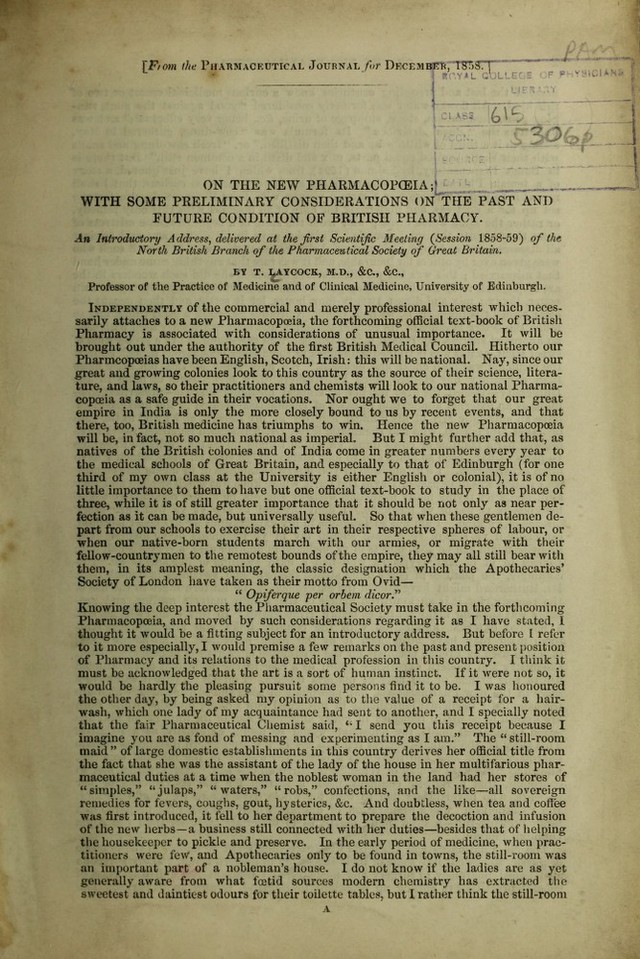 PAM
[From the PHARMACEUTICAL JOURNAL for DECEMBER, 1858.]
ROYAL COLLEGE OF PHYSICIANS
LIBRARY
CLASS 615
ACCN. 5306p
SOURCE
DATE
ON THE NEW PHARMACOPŒIA;
WITH SOME PRELIMINARY CONSIDERATIONS ON THE PAST AND
FUTURE CONDITION OF BRITISH PHARMACY.
An Introductory Address, delivered at the first Scientific Meeting (Session 1858-59) of the
North British Branch of the Pharmaceutical Society of Great Britain.
BY T. LAYCOCK, M.D., &C., &C.,
Professor of the Practice of Medicine and of Clinical Medicine, University of Edinburgh.
INDEPENDENTLY of the commercial and merely professional interest which neces-
sarily attaches to a new Pharmacopœia, the forthcoming official text-book of British
Pharmacy is associated with considerations of unusual importance. It will be
brought out under the authority of the first British Medical Council. Hitherto our
Pharmcopœias have been English, Scotch, Irish: this will be national. Nay, since our
great and growing colonies look to this country as the source of their science, litera-
ture, and laws, so their practitioners and chemists will look to our national Pharma-
copœia as a safe guide in their vocations. Nor ought we to forget that our great
empire in India is only the more closely bound to us by recent events, and that
there, too, British medicine has triumphs to win. Hence the new Pharmacopœia
will be, in fact, not so much national as imperial. But I might further add that, as
natives of the British colonies and of India come in greater numbers every year to
the medical schools of Great Britain, and especially to that of Edinburgh (for one
third of my own class at the University is either English or colonial), it is of no
little importance to them to have but one official text-book to study in the place of
three, while it is of still greater importance that it should be not only as near per-
fection as it can be made, but universally useful. So that when these gentlemen de-
part from our schools to exercise their art in their respective spheres of labour, or
when our native-born students march with our armies, or migrate with their
fellow-countrymen to the remotest bounds of the empire, they may all still bear with
them, in its amplest meaning, the classic designation which the Apothecaries'
Society of London have taken as their motto from Ovid—
“ Opiferque per orbem dicor.”
Knowing the deep interest the Pharmaceutical Society must take in the forthcoming
Pharmacopœia, and moved by such considerations regarding it as I have stated, I
thought it would be a fitting subject for an introductory address. But before I refer
to it more especially, I would premise a few remarks on the past and present position
of Pharmacy and its relations to the medical profession in this country. I think it
must be acknowledged that the art is a sort of human instinct. If it were not so, it
would be hardly the pleasing pursuit some persons find it to be. I was honoured
the other day, by being asked my opinion as to the value of a receipt for a hair-
wash, which one lady of my acquaintance had sent to another, and I specially noted
that the fair Pharmaceutical Chemist said, “ I send you this receipt because I
imagine you are as fond of messing and experimenting as I am.” The “ still-room
maid ” of large domestic establishments in this country derives her official title from
the fact that she was the assistant of the lady of the house in her multifarious phar-
maceutical duties at a time when the noblest woman in the land had her stores of
“ simples,” “ julaps,” “ waters,” “ robs,” confections, and the like—all sovereign
remedies for fevers, coughs, gout, hysterics, &c. And doubtless, when tea and coffee
was first introduced, it fell to her department to prepare the decoction and infusion
of the new herbs—a business still connected with her duties—besides that of helping
the housekeeper to pickle and preserve. In the early period of medicine, when prac-
titioners were few, and Apothecaries only to be found in towns, the still-room was
an important part of a nobleman's house. I do not know if the ladies are as yet
generally aware from what fœtid sources modern chemistry has extracted the
sweetest and daintiest odours for their toilette tables, but I rather think the still-room
A